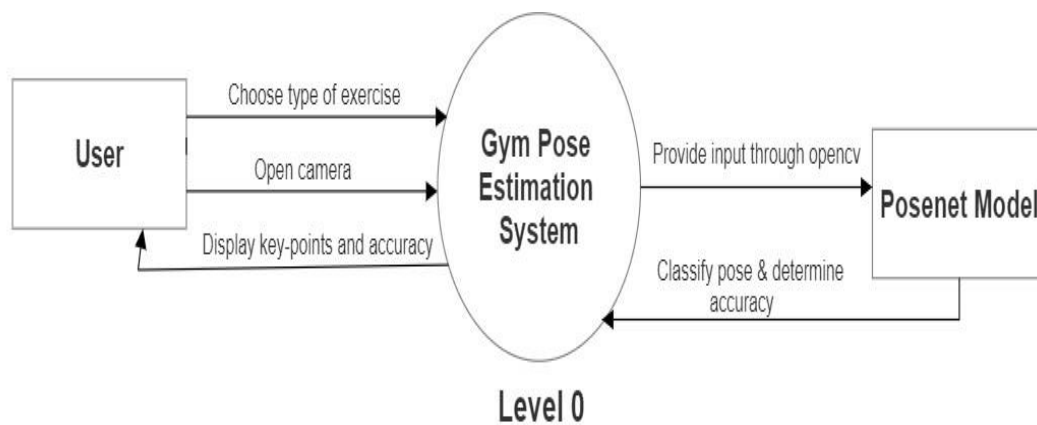 User
Choose type of exercise
Open camera
Display key-points and accuracy
Gym Pose
Estimation
System
Provide input through opencv
Classify pose & determine
accuracy
Posenet Model
Level 0